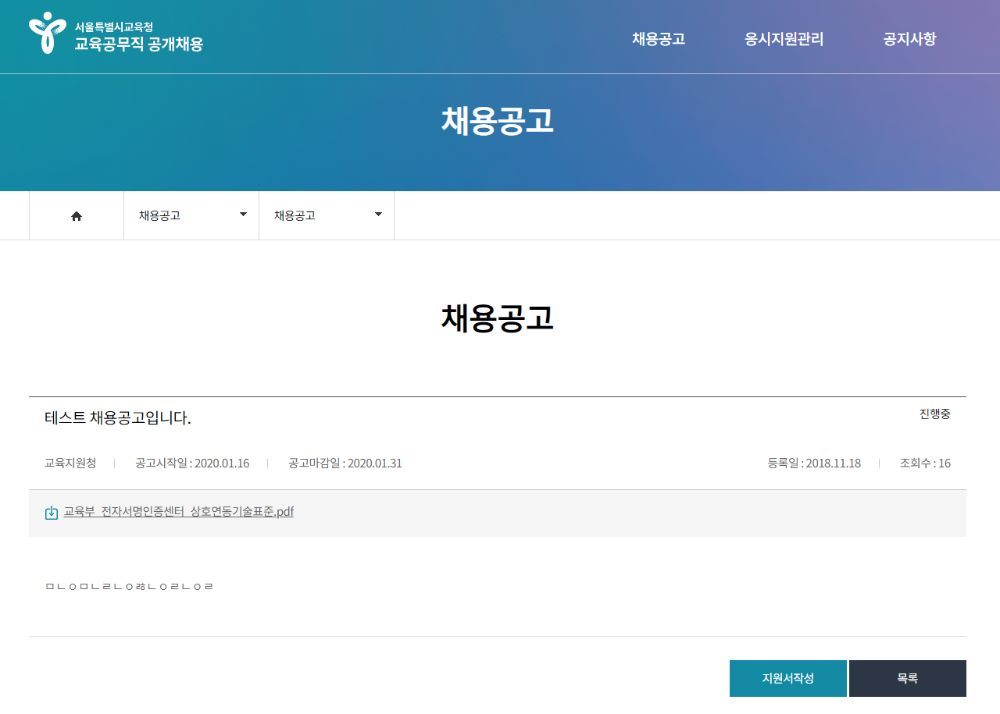 서울특별시교육청
교육공무직 공개채용
채용공고 응시지원관리 공지사항
채용공고
채용공고 채용공고
채용공고
테스트 채용공고입니다. 진행중
교육지원청 공고시작일 : 2020.01.16 공고마감일 : 2020.01.31 등록일 : 2018.11.18 조회수 : 16
교육부_전자서명인증센터_상호연동기술표준.pdf
ㅁㄴㅇㅁㄴㄹㄴㅇㅀㄴㅇㄹㄴㅇㄹ
지원서작성 목록